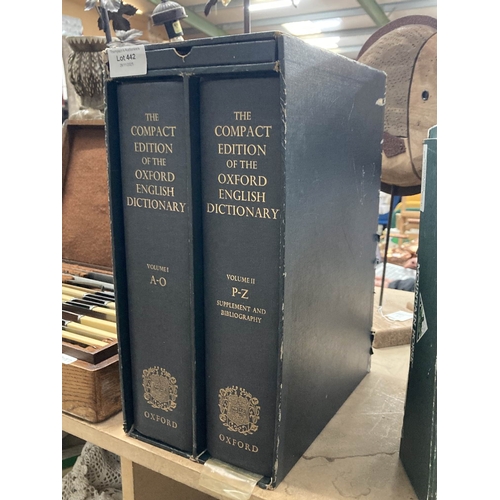 Lot 442
THE
COMPACT
EDITION
OF THE
OXFORD
ENGLISH
DICTIONARY
VOLUME I
A-O
OXFORD
THE
COMPACT
EDITION
OF THE
OXFORD
ENGLISH
DICTIONARY
VOLUME II
P-Z
SUPPLEMENT AND
BIBLIOGRAPHY
OXFORD